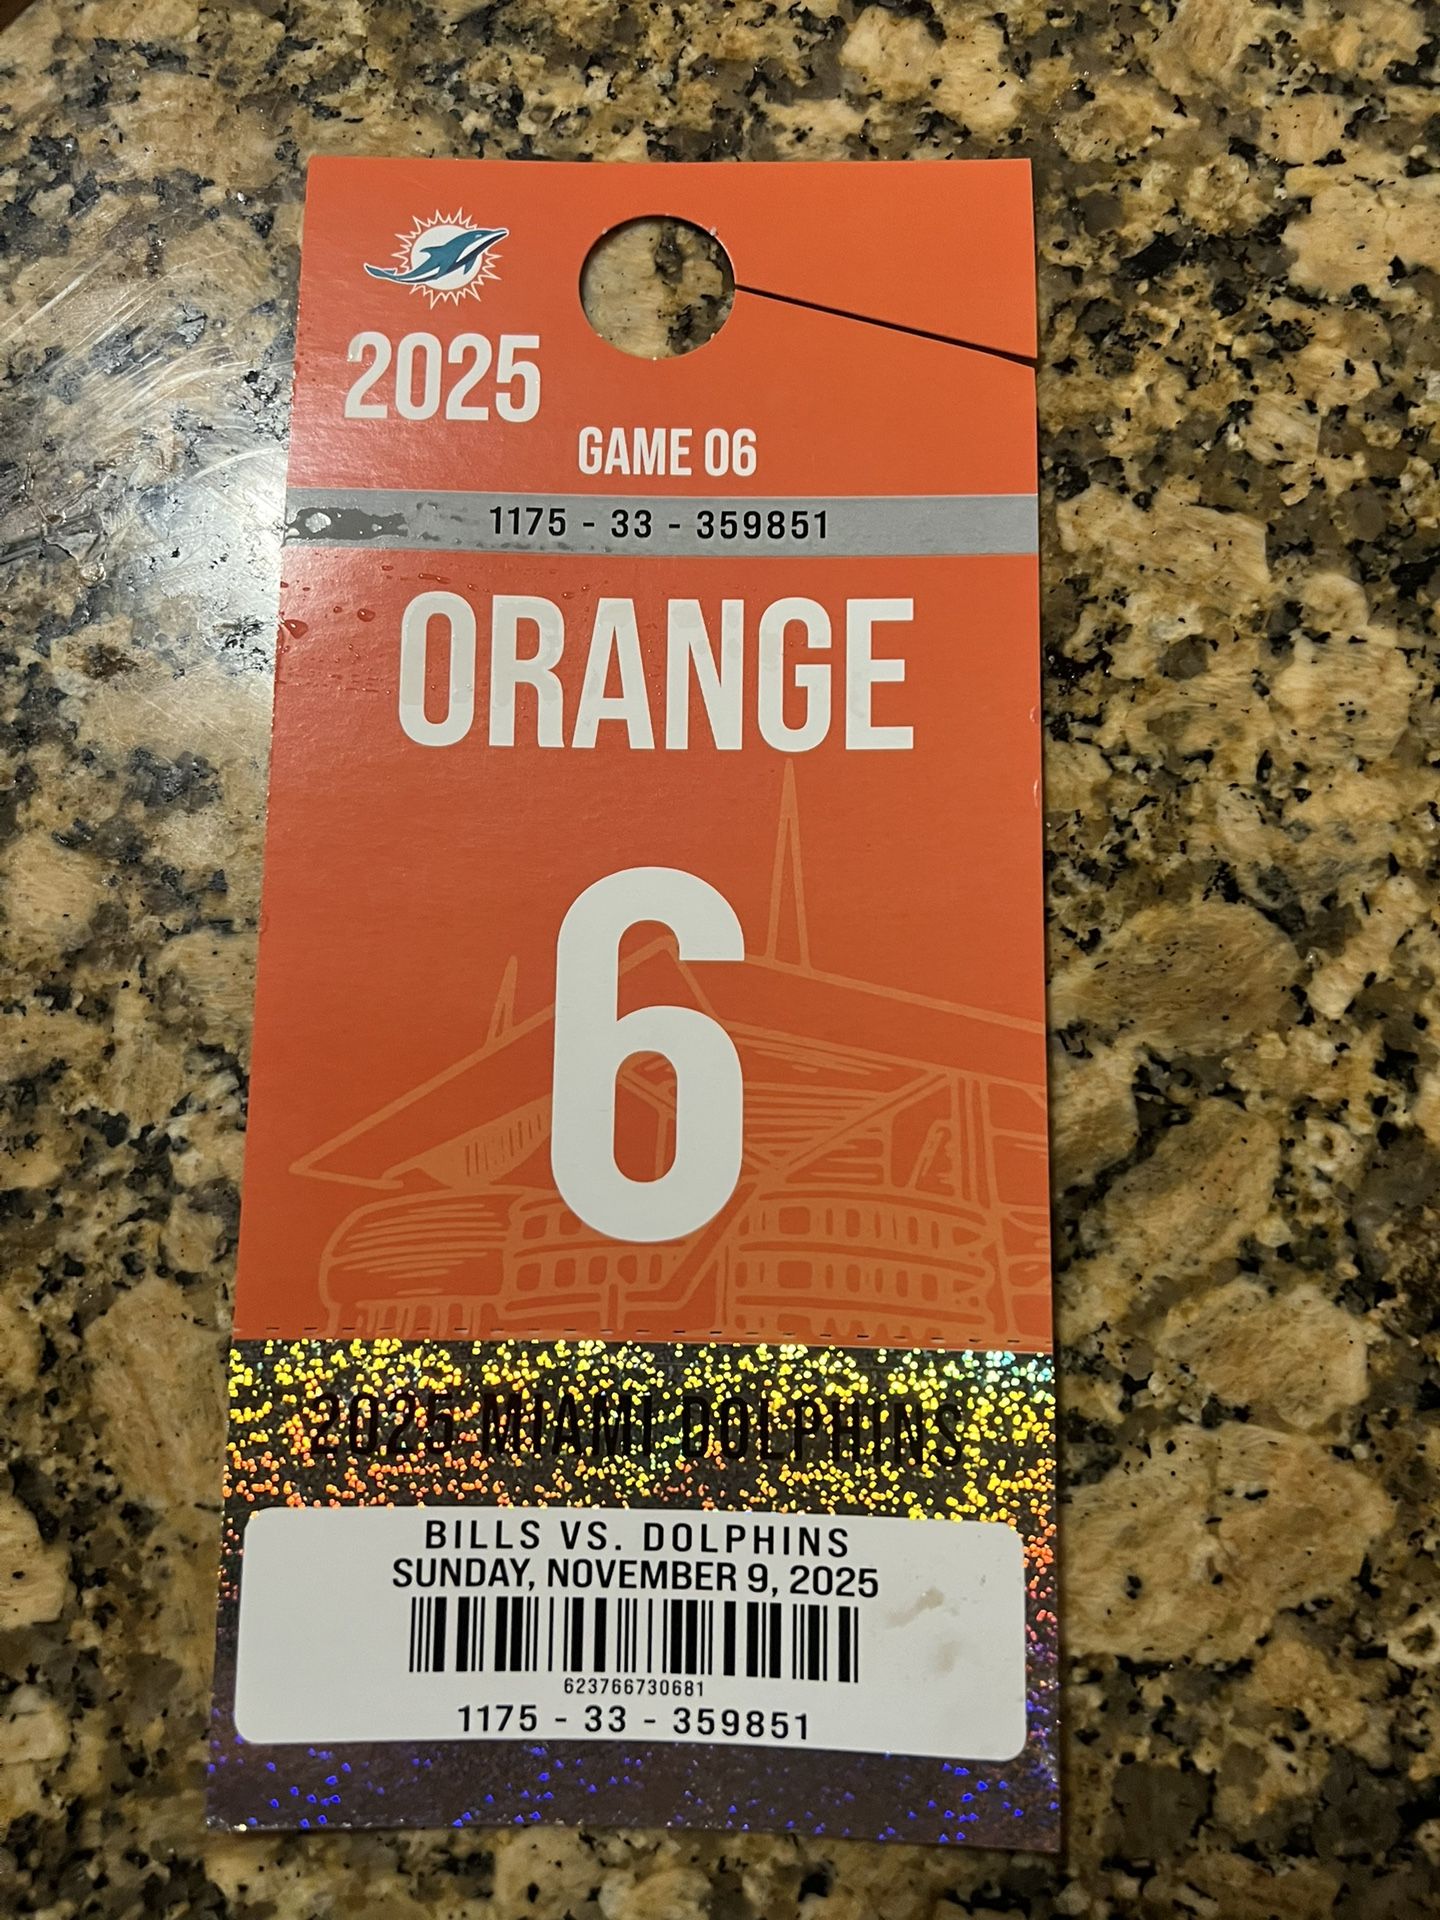 2025
GAME 06
1175 - 33 - 359851
ORANGE
6
2025 MIAMI DOLPHINS
BILLS VS. DOLPHINS
SUNDAY, NOVEMBER 9, 2025
623766730681
1175 - 33 - 359851